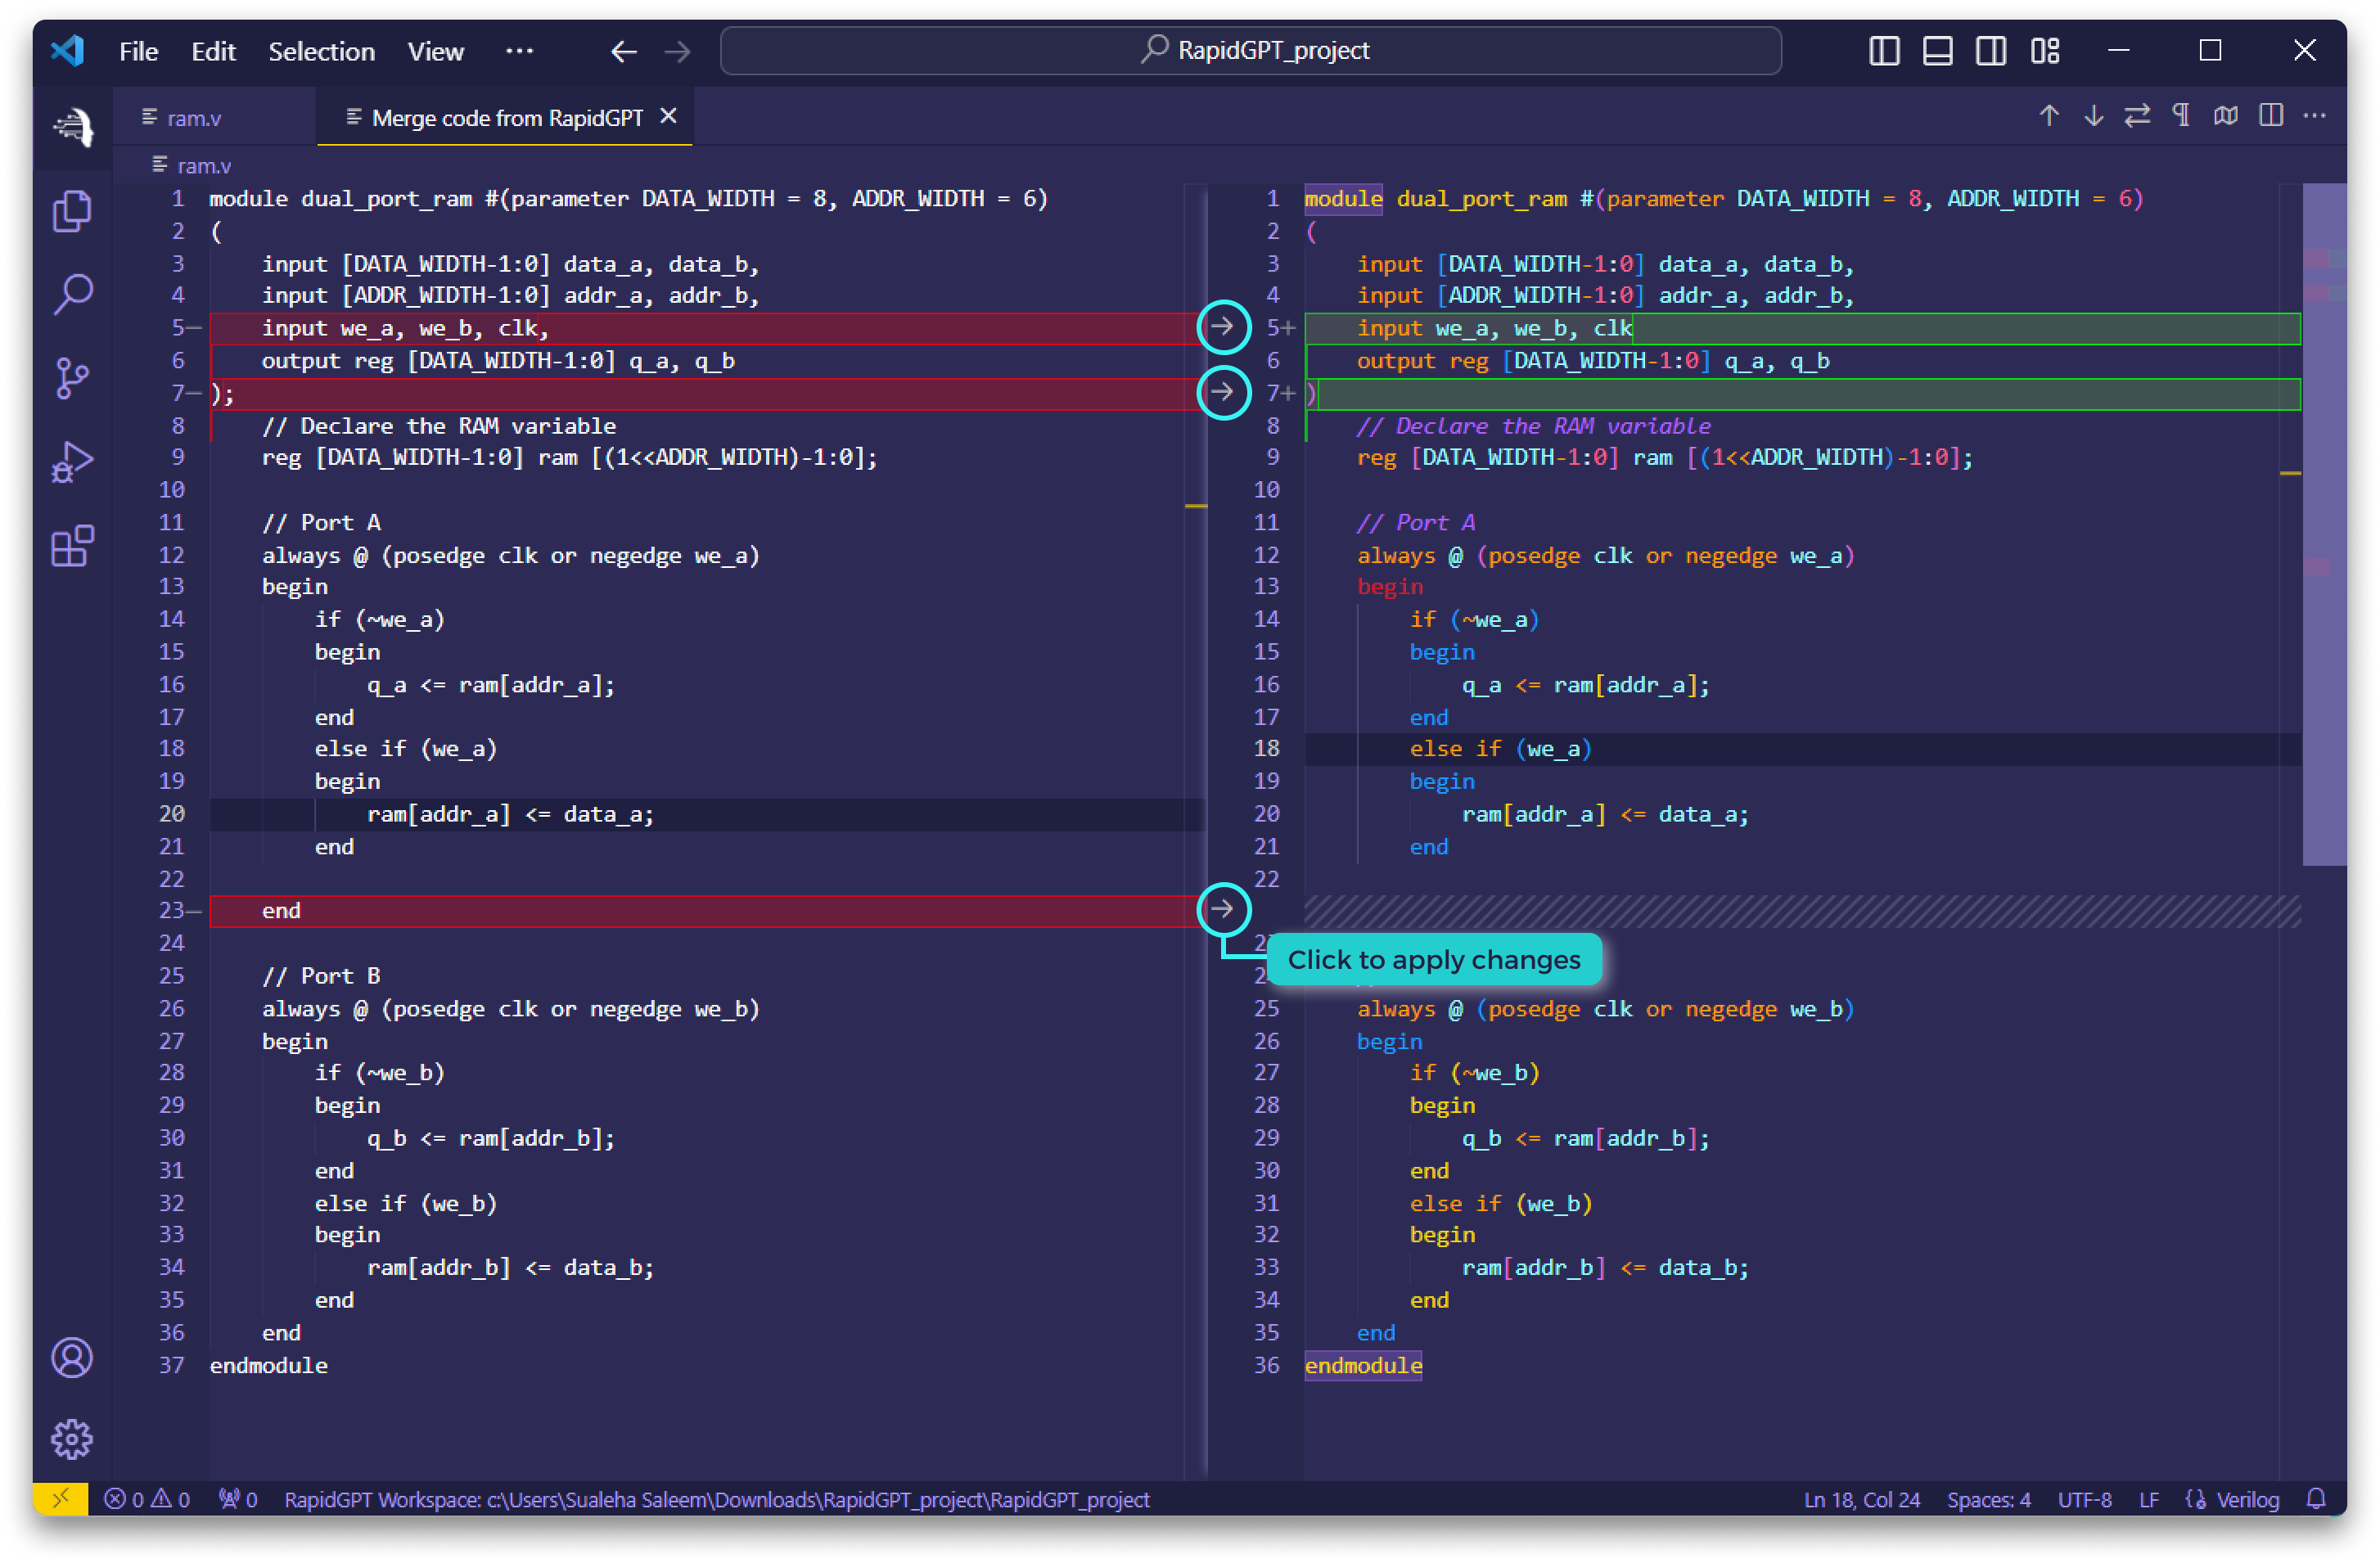 File Edit Selection View ··· RapidGPT_project
ram.v Merge code from RapidGPT
ram.v
1 module dual_port_ram #(parameter DATA_WIDTH = 8, ADDR_WIDTH = 6)
2 (
3 input [DATA_WIDTH-1:0] data_a, data_b,
4 input [ADDR_WIDTH-1:0] addr_a, addr_b,
5— input we_a, we_b, clk,
6 output reg [DATA_WIDTH-1:0] q_a, q_b
7— );
8 // Declare the RAM variable
9 reg [DATA_WIDTH-1:0] ram [(1<<ADDR_WIDTH)-1:0];
10
11 // Port A
12 always @ (posedge clk or negedge we_a)
13 begin
14 if (~we_a)
15 begin
16 q_a <= ram[addr_a];
17 end
18 else if (we_a)
19 begin
20 ram[addr_a] <= data_a;
21 end
22
23— end
24
25 // Port B
26 always @ (posedge clk or negedge we_b)
27 begin
28 if (~we_b)
29 begin
30 q_b <= ram[addr_b];
31 end
32 else if (we_b)
33 begin
34 ram[addr_b] <= data_b;
35 end
36 end
37 endmodule
1 module dual_port_ram #(parameter DATA_WIDTH = 8, ADDR_WIDTH = 6)
2 (
3 input [DATA_WIDTH-1:0] data_a, data_b,
4 input [ADDR_WIDTH-1:0] addr_a, addr_b,
5+ input we_a, we_b, clk
6 output reg [DATA_WIDTH-1:0] q_a, q_b
7+ )
8 // Declare the RAM variable
9 reg [DATA_WIDTH-1:0] ram [(1<<ADDR_WIDTH)-1:0];
10
11 // Port A
12 always @ (posedge clk or negedge we_a)
13 begin
14 if (~we_a)
15 begin
16 q_a <= ram[addr_a];
17 end
18 else if (we_a)
19 begin
20 ram[addr_a] <= data_a;
21 end
22
Click to apply changes
25 always @ (posedge clk or negedge we_b)
26 begin
27 if (~we_b)
28 begin
29 q_b <= ram[addr_b];
30 end
31 else if (we_b)
32 begin
33 ram[addr_b] <= data_b;
34 end
35 end
36 endmodule
0 0 0 RapidGPT Workspace: c:\Users\Sualeha Saleem\Downloads\RapidGPT_project\RapidGPT_project Ln 18, Col 24 Spaces: 4 UTF-8 LF Verilog